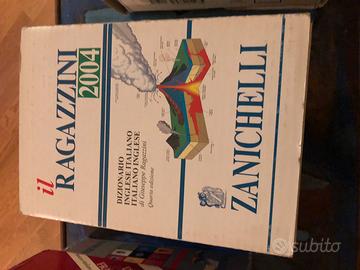 il
RAGAZZINI
2004
DIZIONARIO
INGLESE ITALIANO
ITALIANO INGLESE
di Giuseppe Ragazzini
Quarta edizione
ZANICHELLI
subito